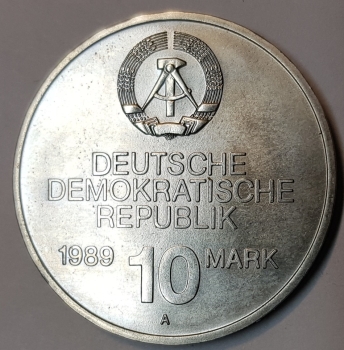 DEUTSCHE
DEMOKRATISCHE
REPUBLIK
1989 10 MARK
A